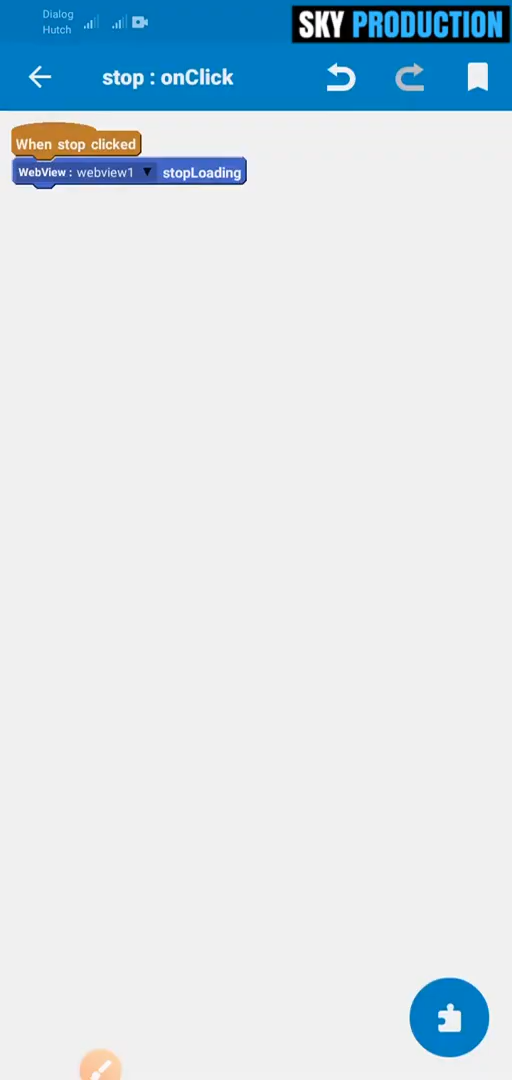 Dialog
Hutch
SKY PRODUCTION
stop : onClick
When stop clicked
WebView : webview1 stopLoading